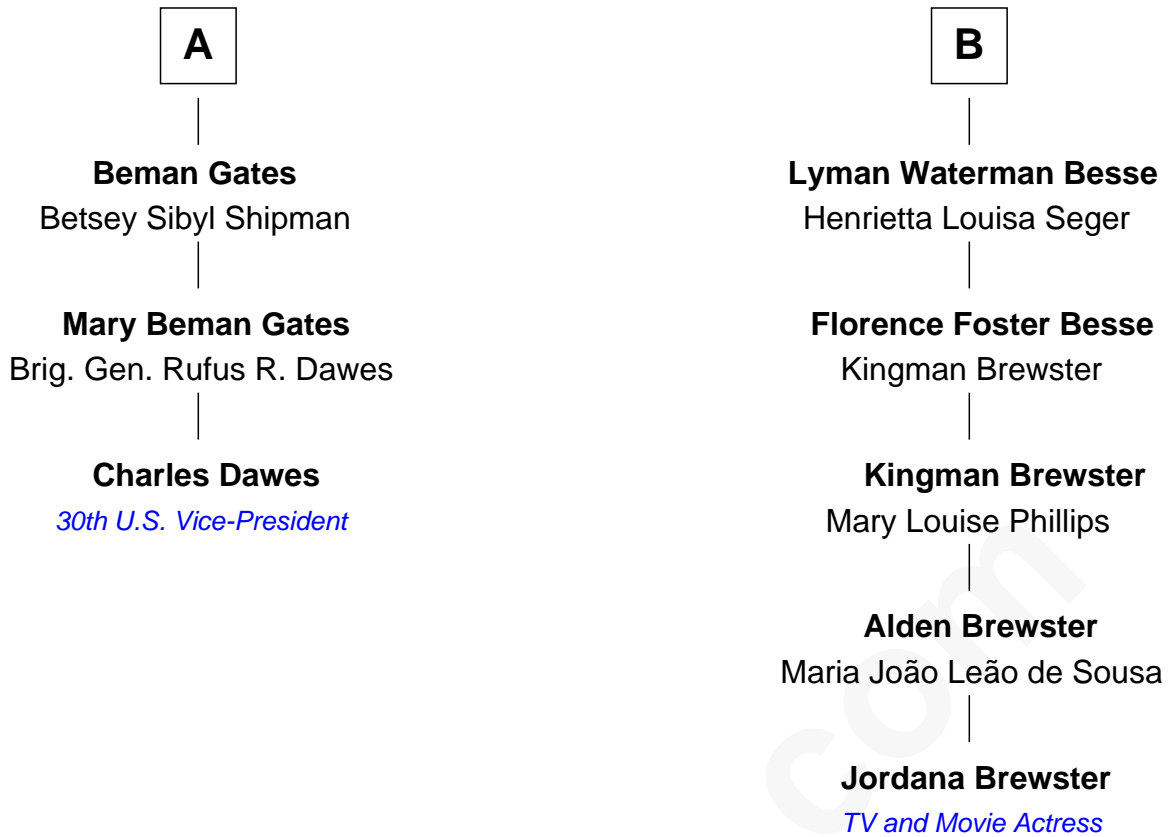 A
Beman Gates
Betsey Sibyl Shipman
Mary Beman Gates
Brig. Gen. Rufus R. Dawes
Charles Dawes
30th U.S. Vice-President
B
Lyman Waterman Besse
Henrietta Louisa Seger
Florence Foster Besse
Kingman Brewster
Kingman Brewster
Mary Louise Phillips
Alden Brewster
Maria João Leão de Sousa
Jordana Brewster
TV and Movie Actress
com